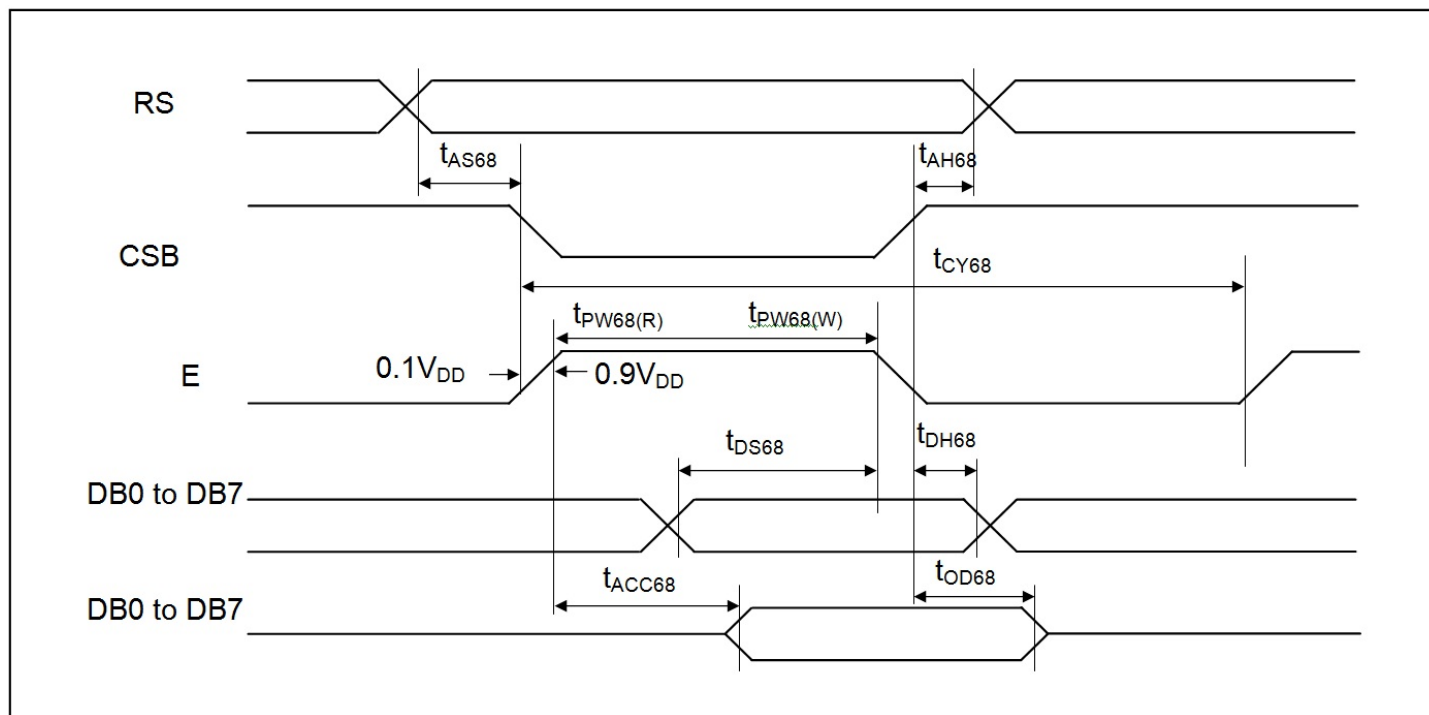 RS
tAS68
tAH68
CSB
tCY68
tPW68(R)
tPW68(W)
E
0.1VDD
0.9VDD
tDS68
tDH68
DB0 to DB7
tACC68
tOD68
DB0 to DB7